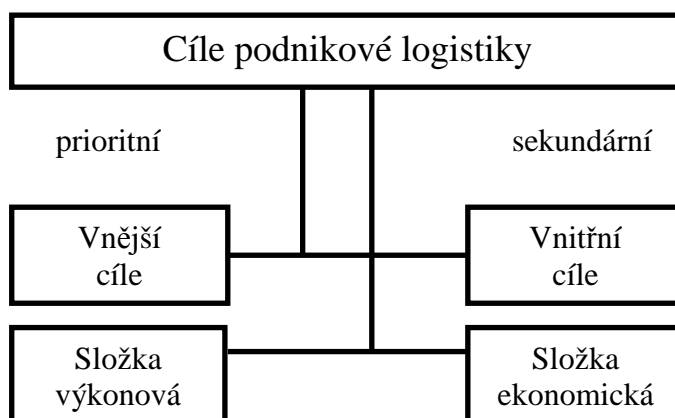 Cíle podnikové logistiky
prioritní
sekundární
Vnější
cíle
Vnitřní
cíle
Složka
výkonová
Složka
ekonomická